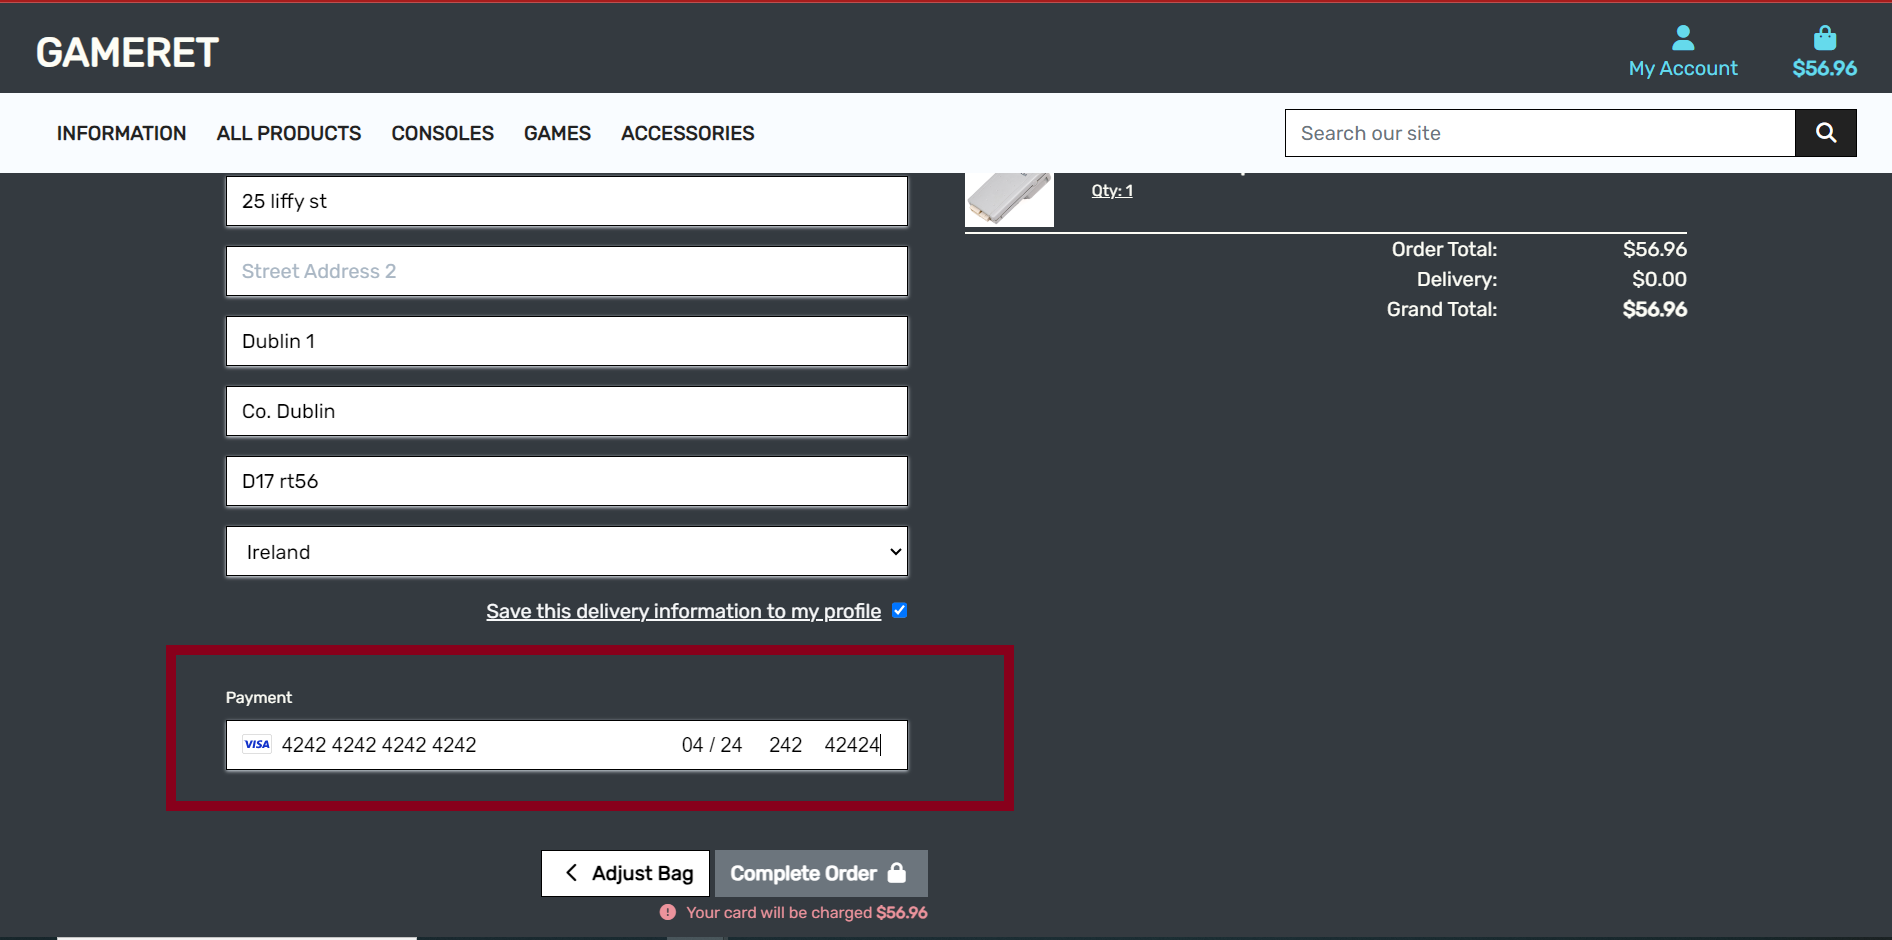 GAMERET
My Account
$56.96
INFORMATION ALL PRODUCTS CONSOLES GAMES ACCESSORIES
Search our site
25 liffy st
Street Address 2
Dublin 1
Co. Dublin
D17 rt56
Ireland
Save this delivery information to my profile
Payment
VISA 4242 4242 4242 4242 04 / 24 242 42424
Adjust Bag
Complete Order
Your card will be charged $56.96
Qty: 1
Order Total: $56.96
Delivery: $0.00
Grand Total: $56.96